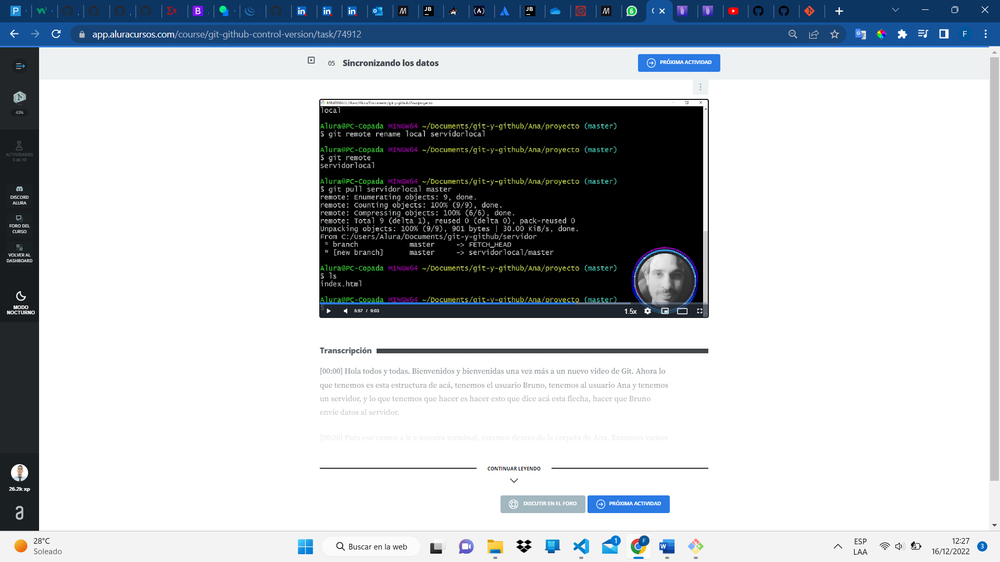 app.aluracursos.com/course/git-github-control-version/task/74912
05 Sincronizando los datos
PRÓXIMA ACTIVIDAD
43%
ACTIVIDADES
5 de 10
DISCORD
ALURA
FORO DEL
CURSO
VOLVER AL
DASHBOARD
MODO
NOCTURNO
26.2k xp
MINGW64:/c/Users/Alura/Documents/git-y-github/Ana/proyecto
local
Alura@PC-Copada MINGW64 ~/Documents/git-y-github/Ana/proyecto (master)
$ git remote rename local servidorlocal
Alura@PC-Copada MINGW64 ~/Documents/git-y-github/Ana/proyecto (master)
$ git remote
servidorlocal
Alura@PC-Copada MINGW64 ~/Documents/git-y-github/Ana/proyecto (master)
$ git pull servidorlocal master
remote: Enumerating objects: 9, done.
remote: Counting objects: 100% (9/9), done.
remote: Compressing objects: 100% (6/6), done.
remote: Total 9 (delta 1), reused 0 (delta 0), pack-reused 0
Unpacking objects: 100% (9/9), 901 bytes | 30.00 KiB/s, done.
From C:/Users/Alura/Documents/git-y-github/servidor
* branch master -> FETCH_HEAD
* [new branch] master -> servidorlocal/master
Alura@PC-Copada MINGW64 ~/Documents/git-y-github/Ana/proyecto (master)
$ ls
index.html
Alura@PC-Copada MINGW64 ~/Documents/git-y-github/Ana/proyecto (master)
$
5:57 / 9:03
1.5x
Transcripción
[00:00] Hola todos y todas. Bienvenidos y bienvenidas una vez más a un nuevo video de Git. Ahora lo
que tenemos es esta estructura de acá, tenemos el usuario Bruno, tenemos al usuario Ana y tenemos
un servidor, y lo que tenemos que hacer es hacer esto que dice acá esta flecha, hacer que Bruno
envíe datos al servidor.
[00:20] Para eso vamos a ir a nuestra terminal, estamos dentro de la carpeta de Ana. Entonces vamos
CONTINUAR LEYENDO
DISCUTIR EN EL FORO
PRÓXIMA ACTIVIDAD
28°C
Soleado
Buscar en la web
1
F
ESP
LAA
12:27
16/12/2022
3